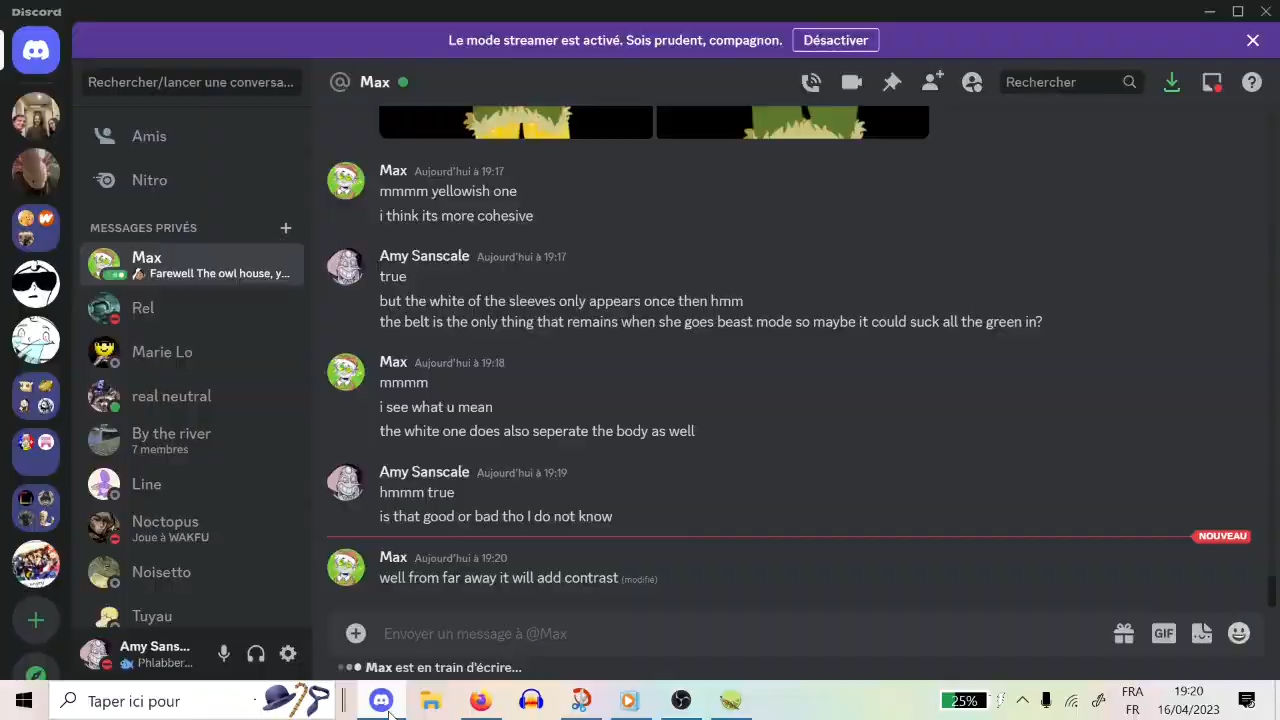 Discord
Le mode streamer est activé. Sois prudent, compagnon.
Désactiver
Rechercher/lancer une conversa...
Max
Rechercher
Amis
Nitro
MESSAGES PRIVÉS
Max
Farewell The owl house, y...
Rel
Marie Lo
real neutral
By the river
7 membres
Line
Noctopus
Joue à WAKFU
Noisetto
Tuyau
Amy Sans...
Phlabber...
Max Aujourd'hui à 19:17
mmmm yellowish one
i think its more cohesive
Amy Sanscale Aujourd'hui à 19:17
true
but the white of the sleeves only appears once then hmm
the belt is the only thing that remains when she goes beast mode so maybe it could suck all the green in?
Max Aujourd'hui à 19:18
mmmm
i see what u mean
the white one does also seperate the body as well
Amy Sanscale Aujourd'hui à 19:19
hmmm true
is that good or bad tho I do not know
NOUVEAU
Max Aujourd'hui à 19:20
well from far away it will add contrast (modifié)
Envoyer un message à @Max
GIF
Max est en train d'écrire...
Taper ici pour
25%
FRA
FR
19:20
16/04/2023